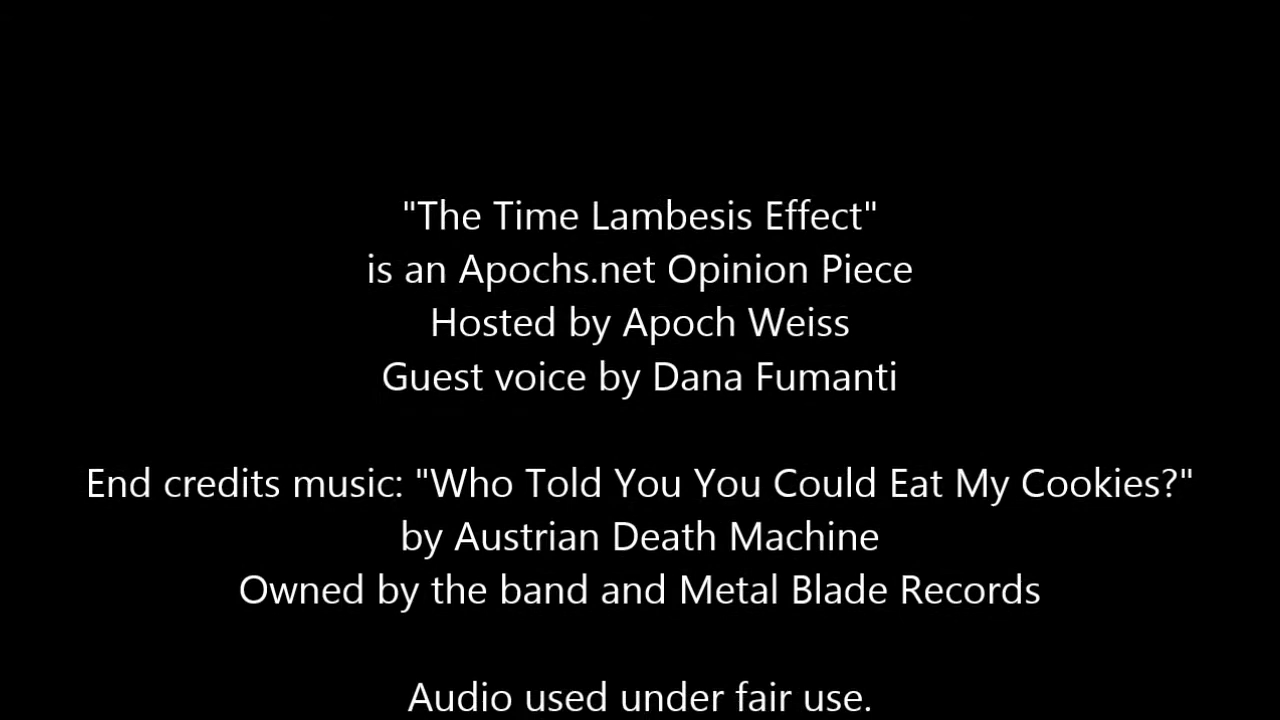 "The Time Lambesis Effect"
is an Apochs.net Opinion Piece
Hosted by Apoch Weiss
Guest voice by Dana Fumanti
End credits music: "Who Told You You Could Eat My Cookies?"
by Austrian Death Machine
Owned by the band and Metal Blade Records
Audio used under fair use.